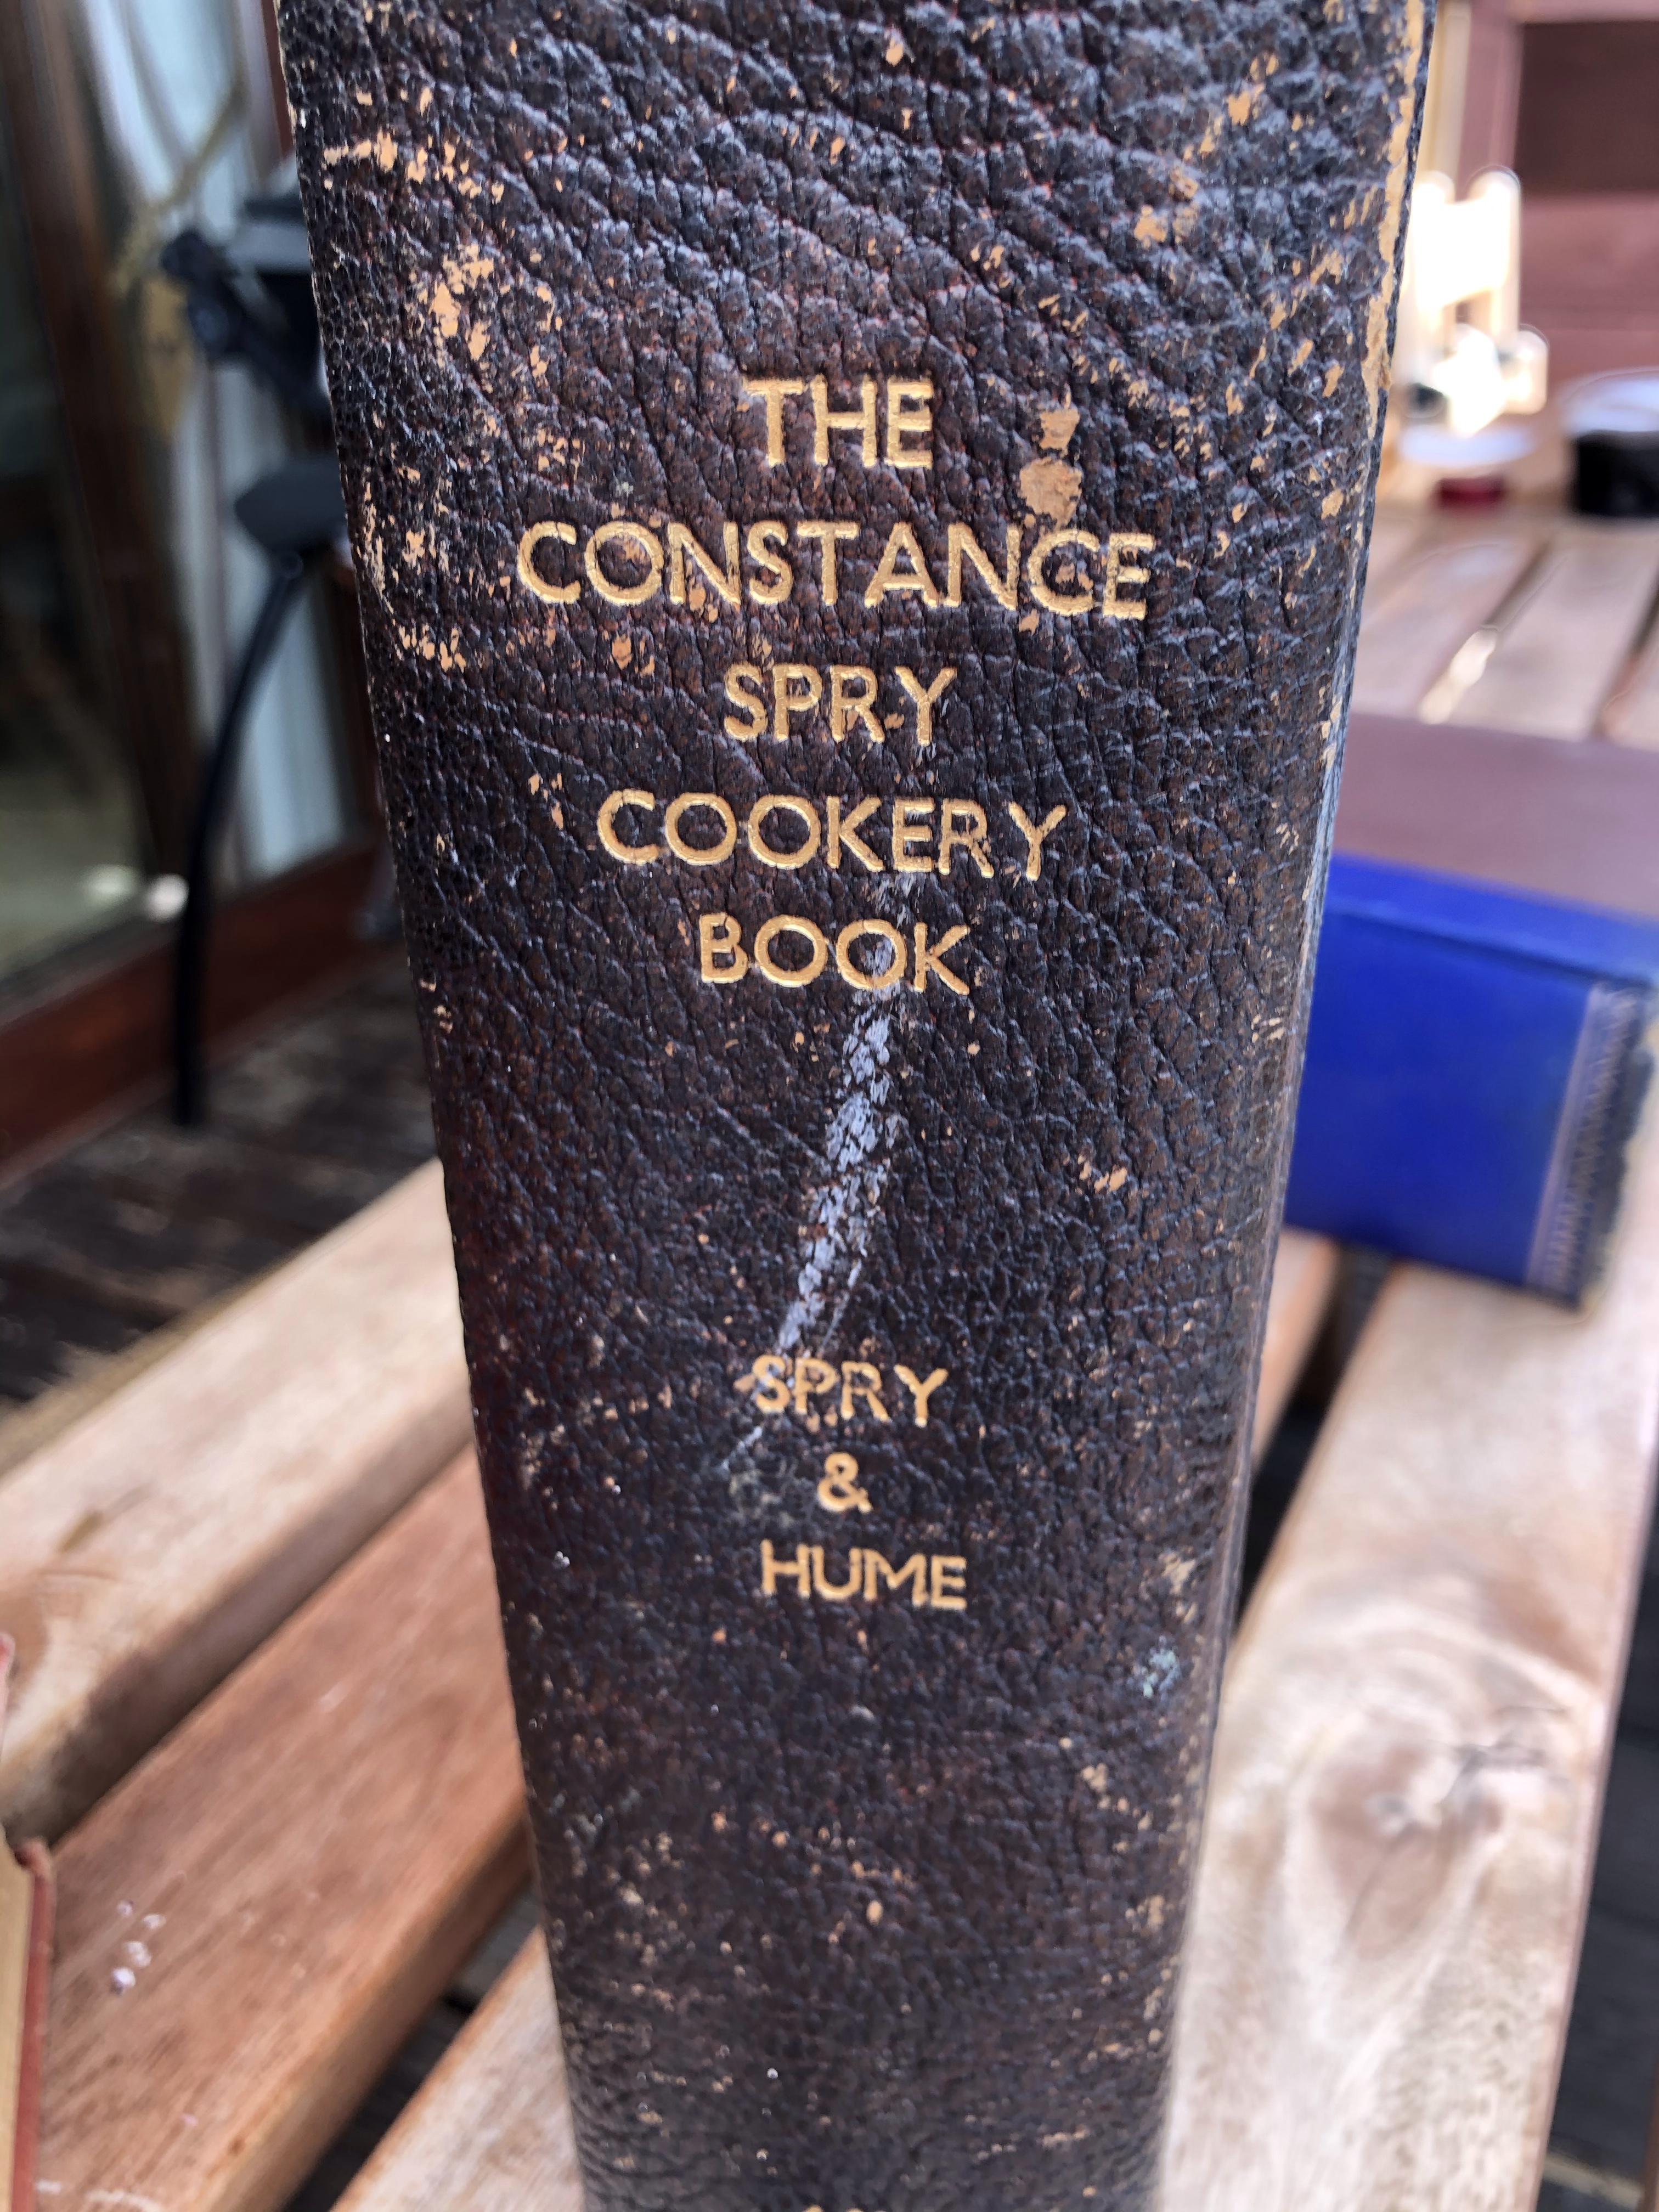 THE
CONSTANCE
SPRY
COOKERY
BOOK
SPRY
&
HUME